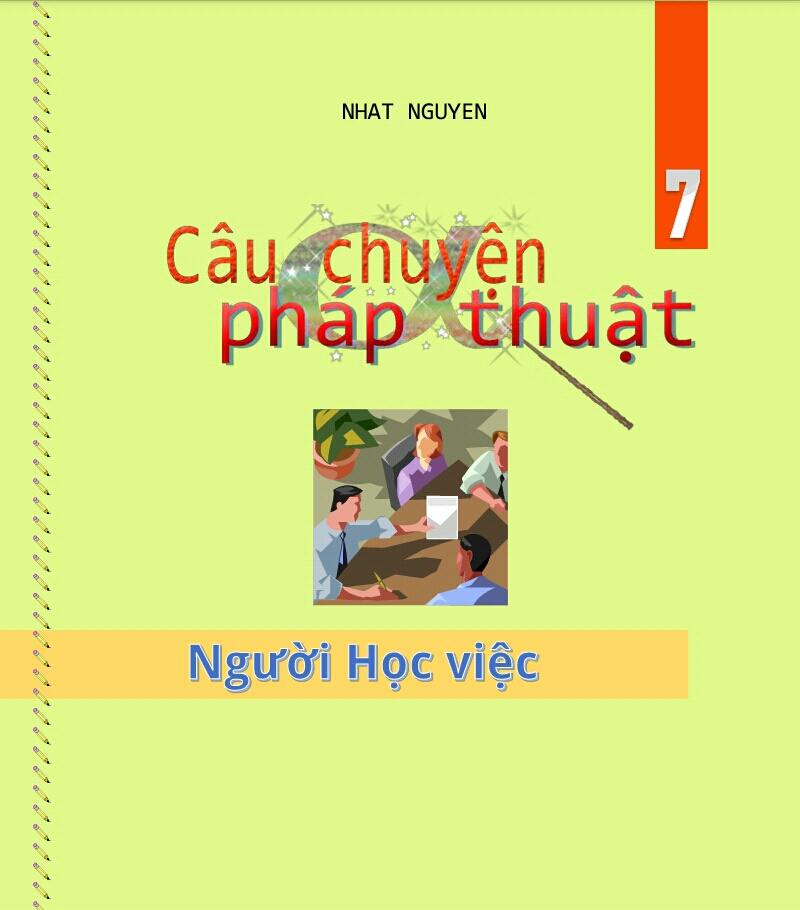 NHAT NGUYEN
7
Câu chuyện
pháp thuật
Người Học việc